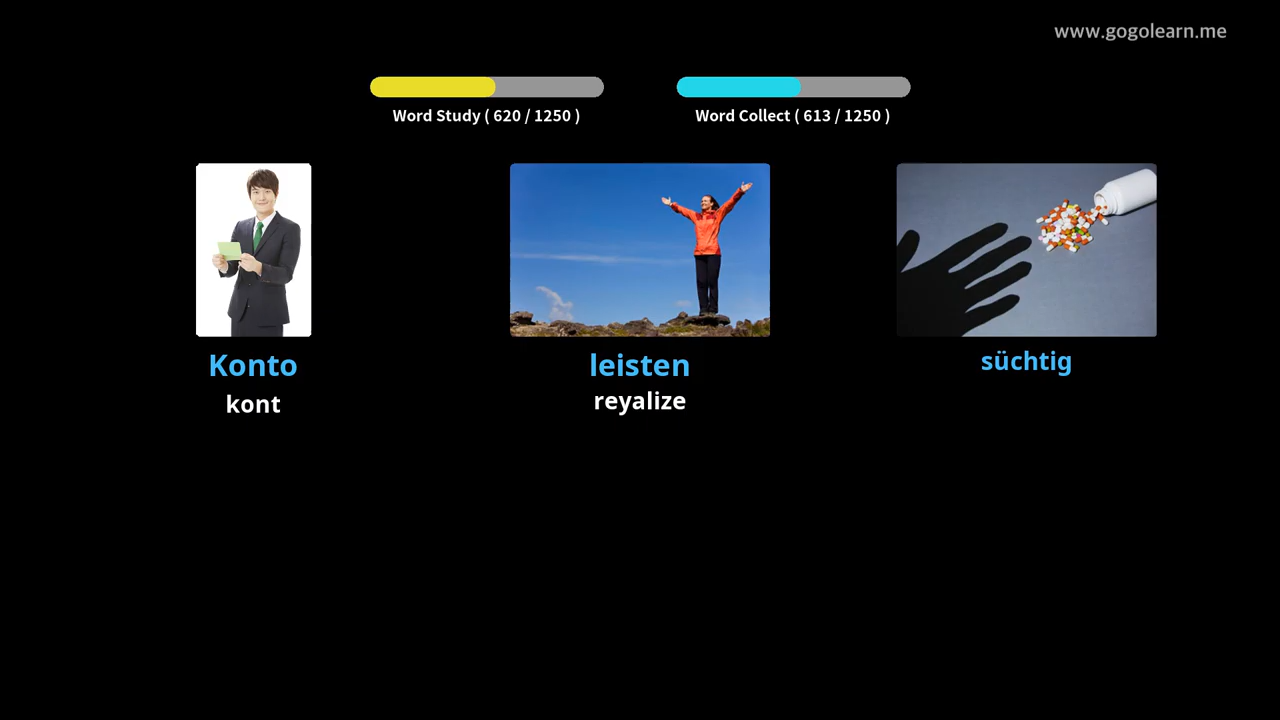 www.gogolearn.me
Word Study ( 620 / 1250 )
Word Collect ( 613 / 1250 )
Konto
kont
leisten
reyalize
süchtig